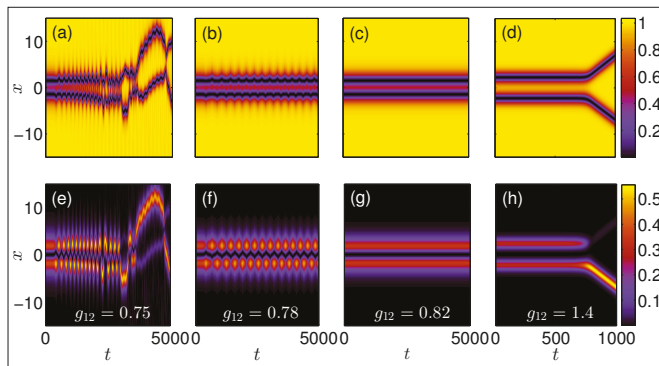 (a) (b) (c) (d)
10
0
−10
x
1
0.8
0.6
0.4
0.2
(e) (f) (g) (h)
10
0
−10
x
0.5
0.4
0.3
0.2
0.1
g12 = 0.75 g12 = 0.78 g12 = 0.82 g12 = 1.4
0 50000 50000 50000 500 1000
t t t t